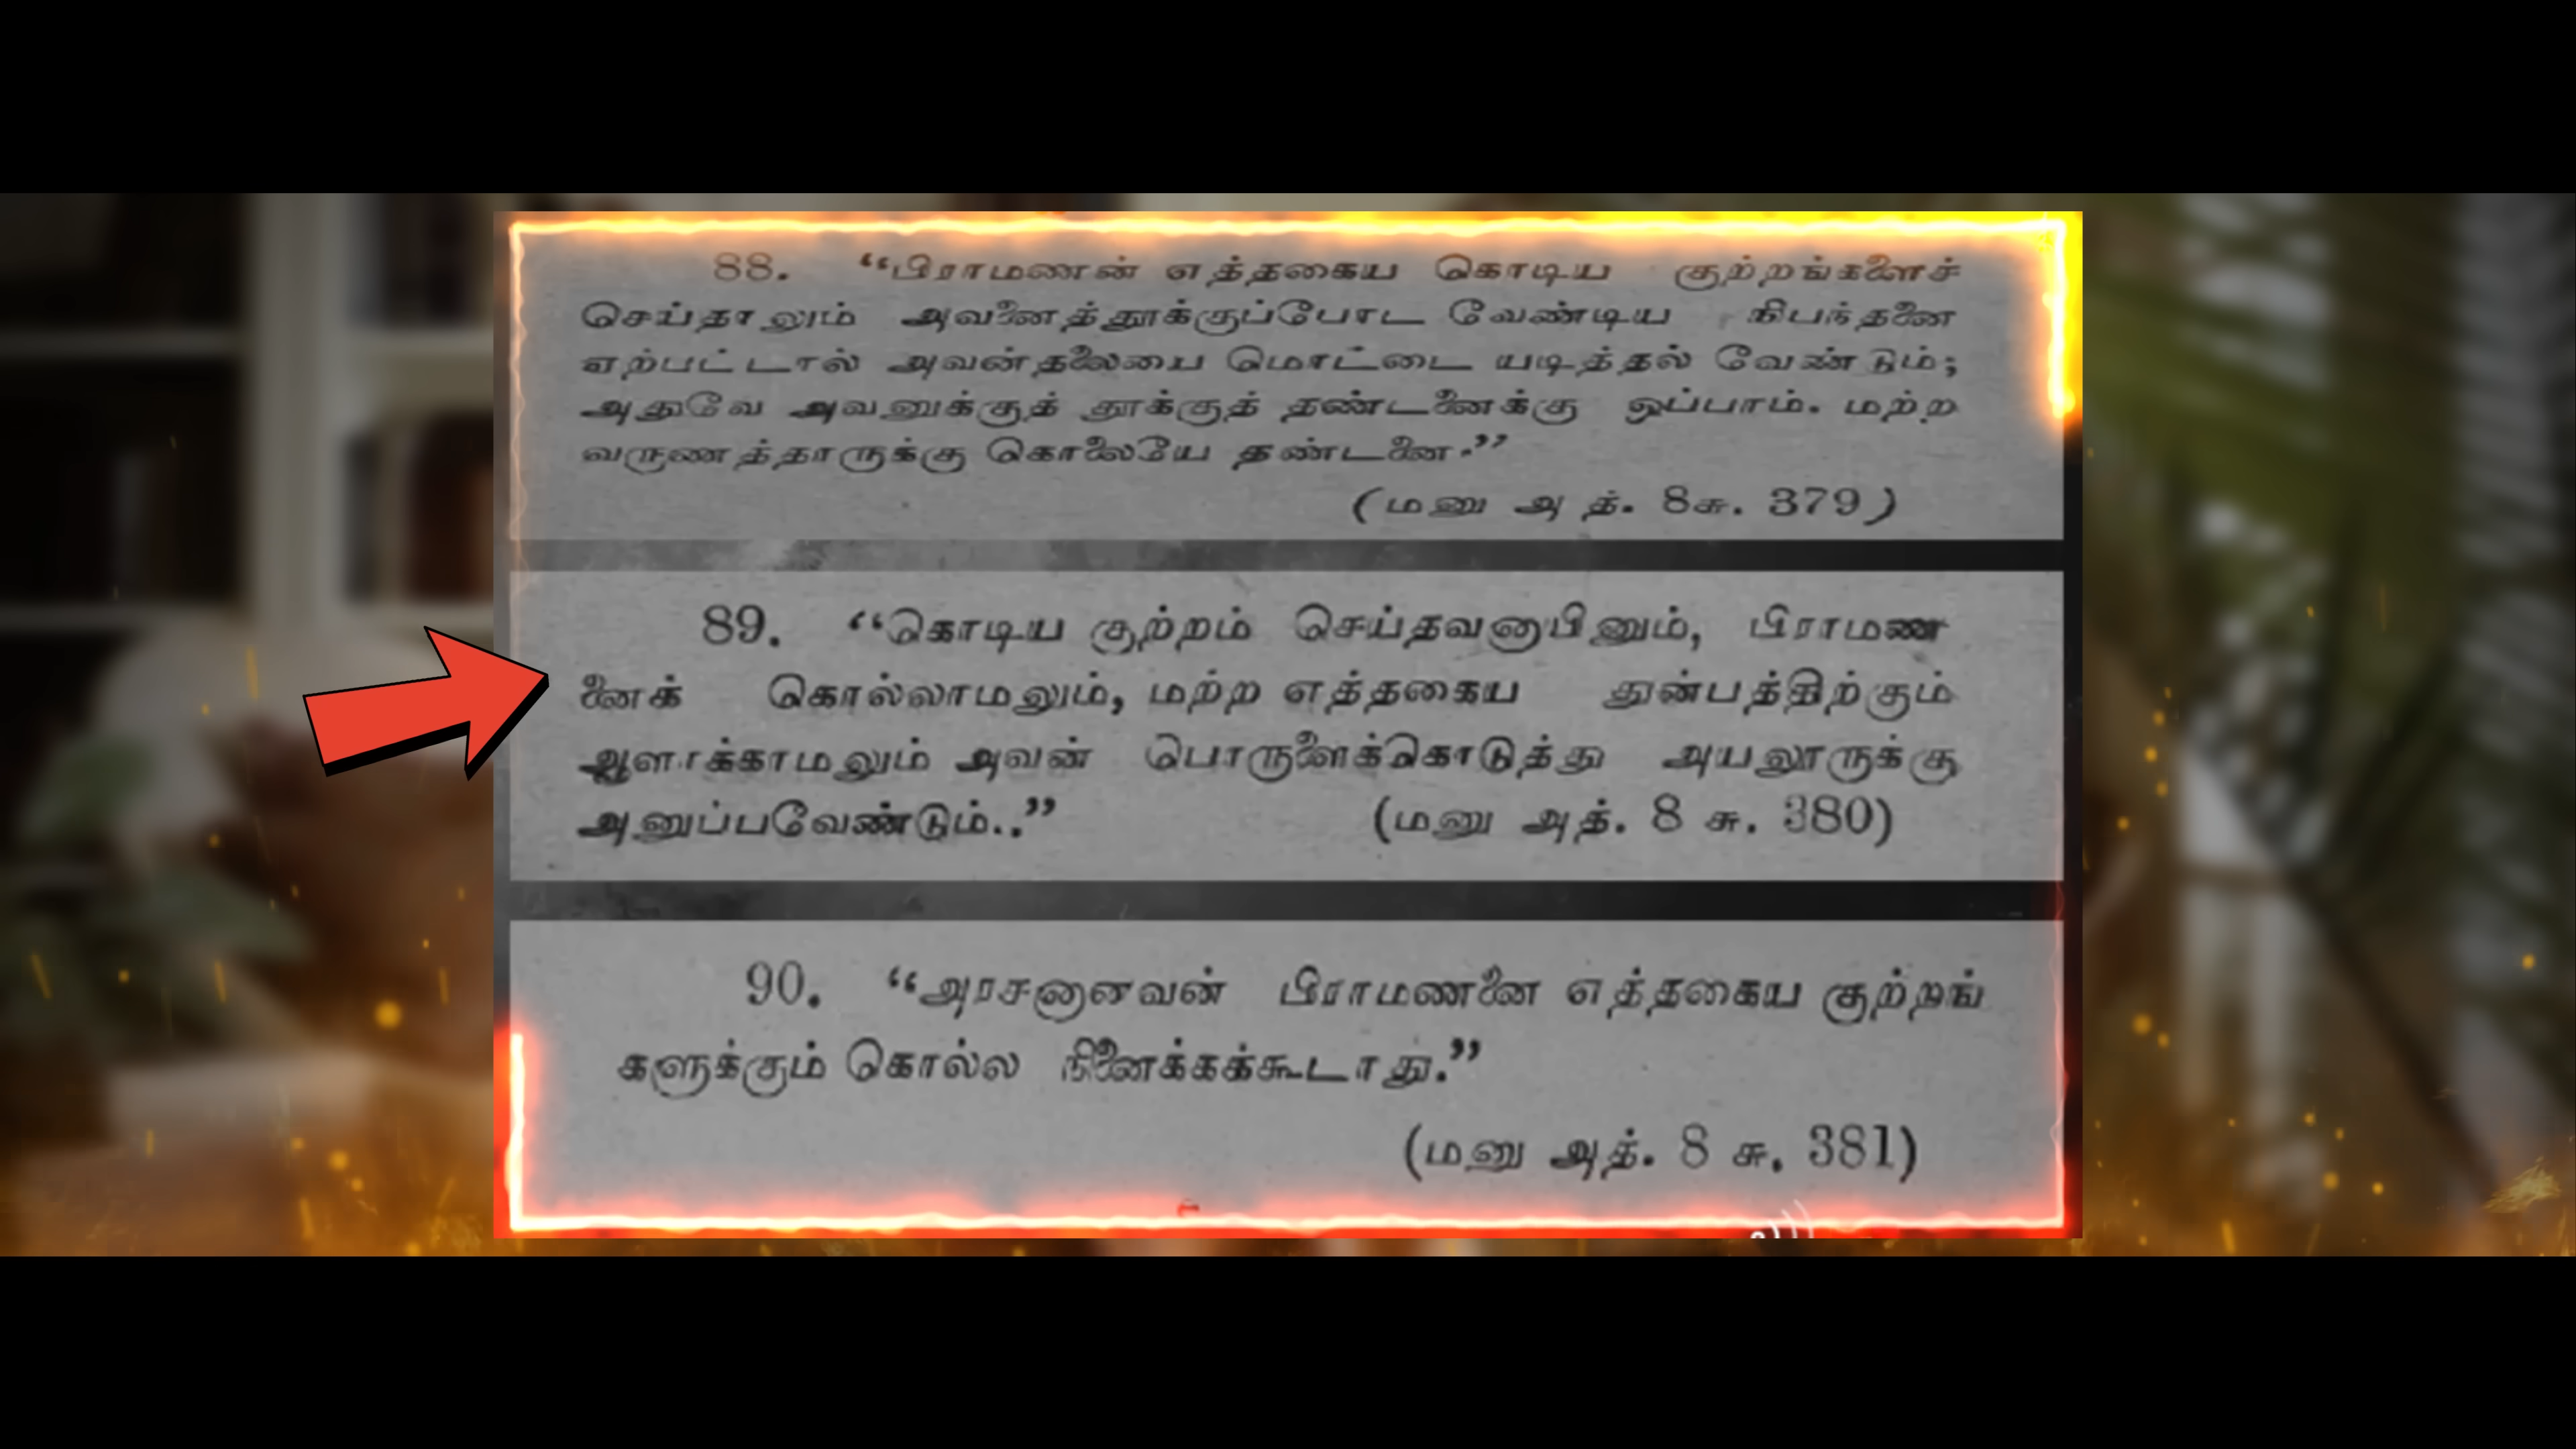 88. “பிராமணன் எத்தகைய கொடிய குற்றங்களைச்
செய்தாலும் அவனைத்தூக்குப்போட வேண்டிய நிபந்தனை
ஏற்பட்டால் அவன்தலையை மொட்டை யடித்தல் வேண்டும்;
அதுவே அவனுக்குத் தூக்குத் தண்டனைக்கு ஒப்பாம். மற்ற
வருணத்தாருக்கு கொலையே தண்டனை.”
(மனு அத். 8சு. 379)
89. “கொடிய குற்றம் செய்தவனாயினும், பிராமண
னைக் கொல்லாமலும், மற்ற எத்தகைய துன்பத்திற்கும்
ஆளாக்காமலும் அவன் பொருளைக்கொடுத்து அயலூருக்கு
அனுப்பவேண்டும்..” (மனு அத். 8 சு. 380)
90. “அரசனானவன் பிராமணனை எத்தகைய குற்றங்
களுக்கும் கொல்ல நினைக்கக்கூடாது.”
(மனு அத். 8 சு. 381)